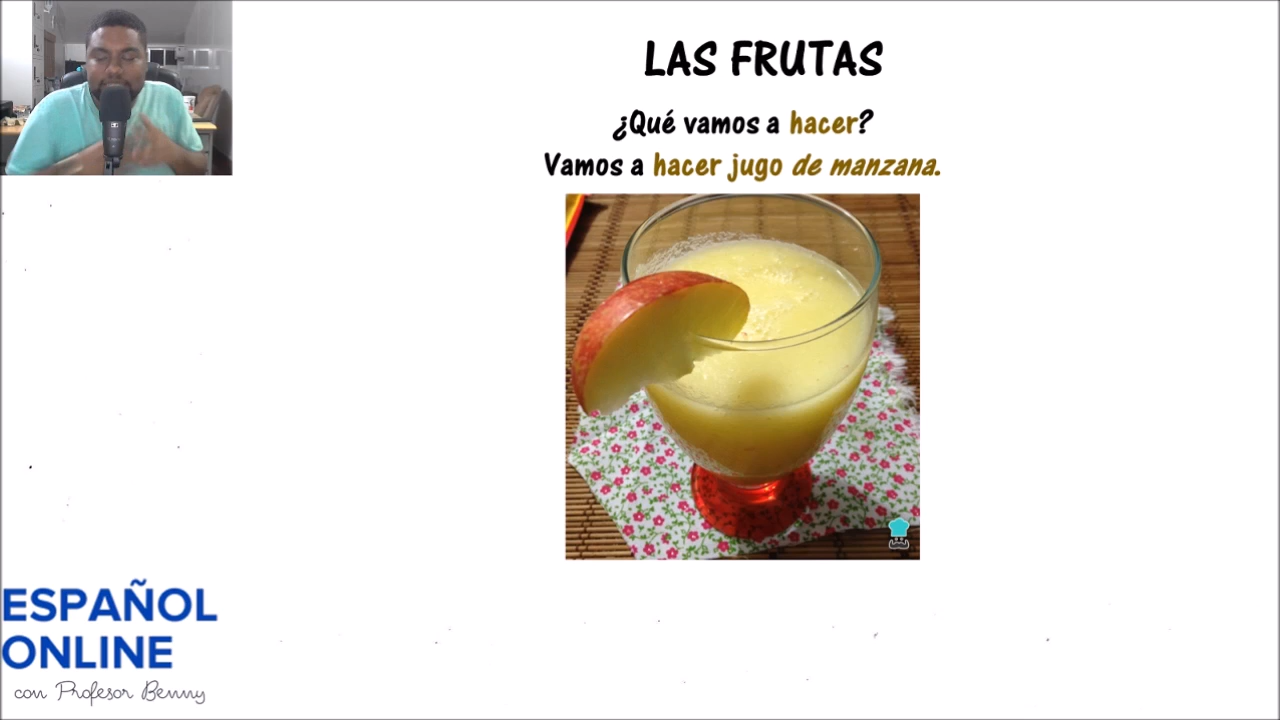 LAS FRUTAS
¿Qué vamos a hacer?
Vamos a hacer jugo de manzana.
ESPAÑOL
ONLINE
con Profesor Benny